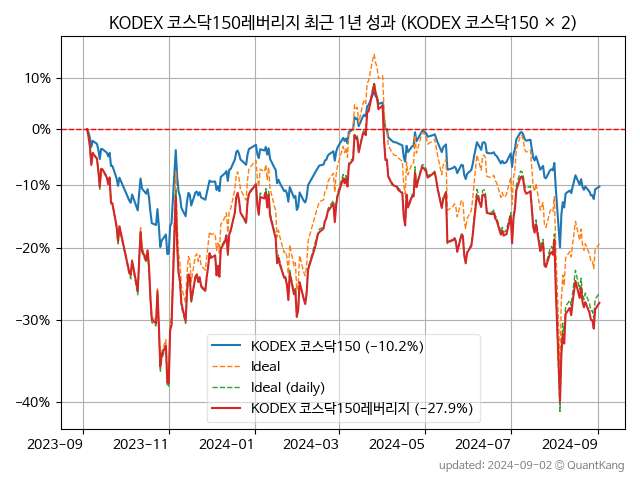 KODEX 코스닥150레버리지 최근 1년 성과 (KODEX 코스닥150 × 2)
10%
0%
−10%
−20%
−30%
−40%
KODEX 코스닥150 (−10.2%)
Ideal
Ideal (daily)
KODEX 코스닥150레버리지 (−27.9%)
2023-09
2023-11
2024-01
2024-03
2024-05
2024-07
2024-09
updated: 2024-09-02 © QuantKang